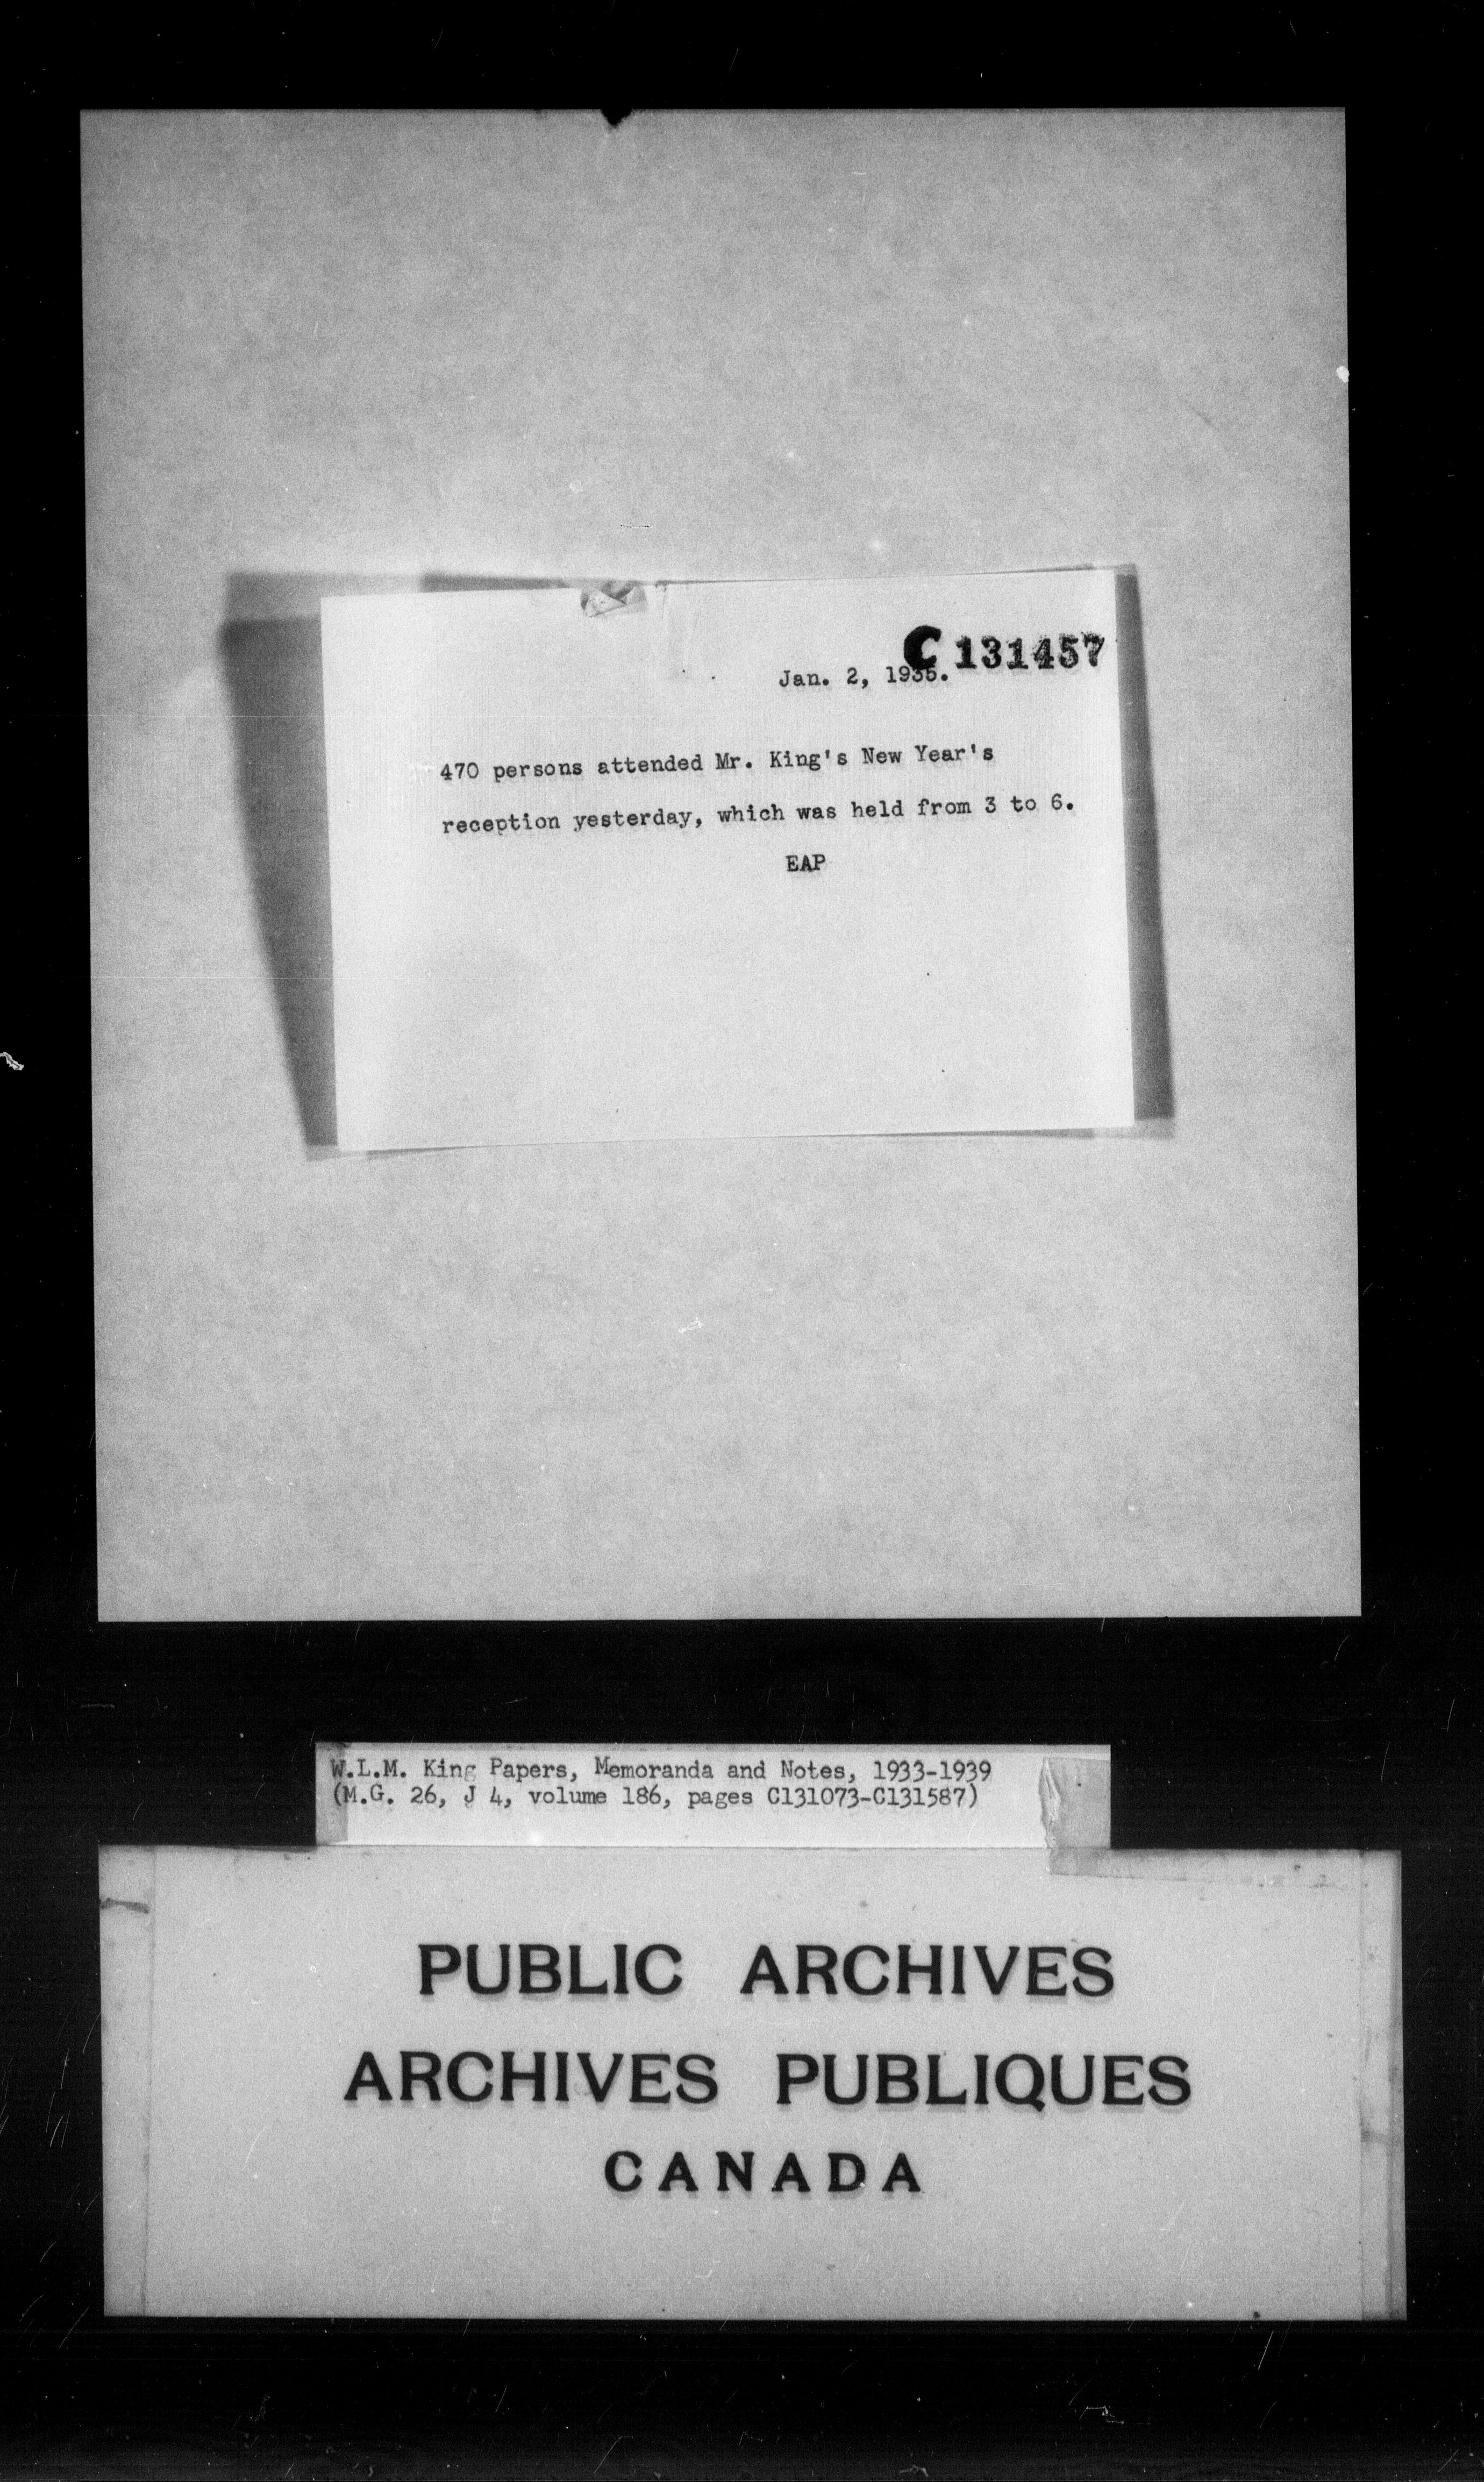 C 131457
Jan. 2, 1936.
470 persons attended Mr. King's New Year's
reception yesterday, which was held from 3 to 6.
EAP
W.L.M. King Papers, Memoranda and Notes, 1933-1939
(M.G. 26, J 4, volume 186, pages C131073-C131587)
PUBLIC ARCHIVES
ARCHIVES PUBLIQUES
CANADA